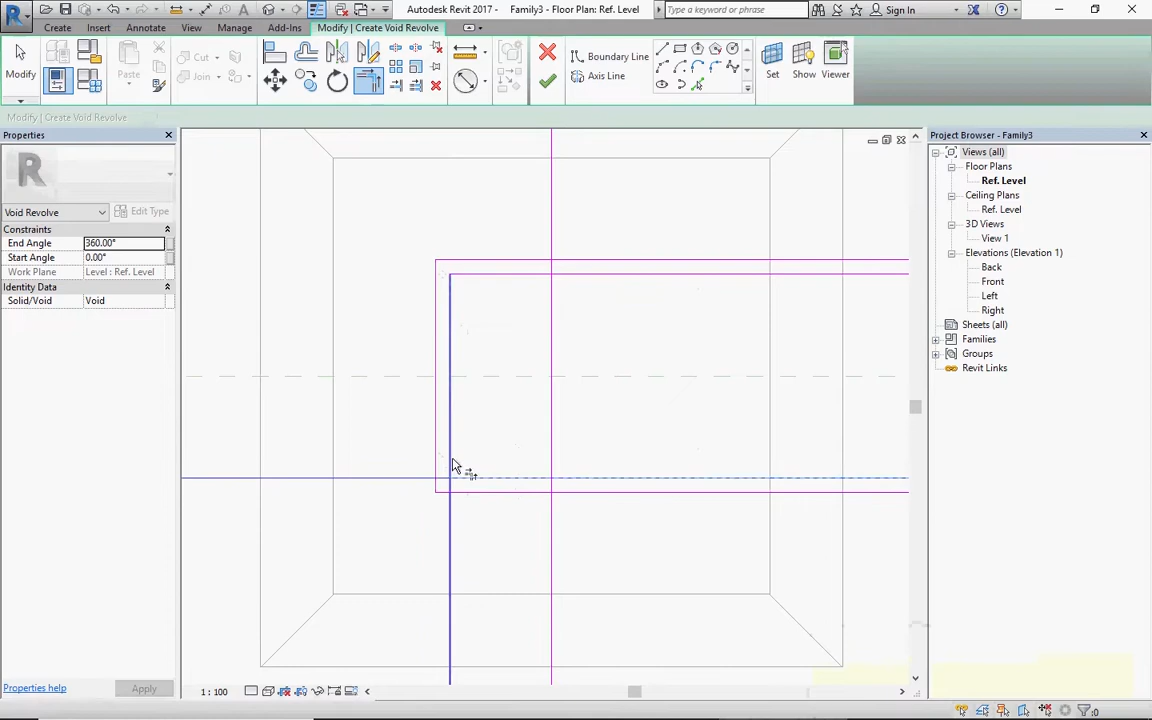 Autodesk Revit 2017 - Family3 - Floor Plan: Ref. Level
Type a keyword or phrase
Sign In
Create Insert Annotate View Manage Add-Ins Modify | Create Void Revolve
Modify
Paste
Cut
Join
Boundary Line
Axis Line
Set Show Viewer
Modify | Create Void Revolve
Properties
Void Revolve
Edit Type
Constraints
End Angle 360.00°
Start Angle 0.00°
Work Plane Level : Ref. Level
Identity Data
Solid/Void Void
Properties help
Apply
1 : 100
Project Browser - Family3
Views (all)
Floor Plans
Ref. Level
Ceiling Plans
Ref. Level
3D Views
View 1
Elevations (Elevation 1)
Back
Front
Left
Right
Sheets (all)
Families
Groups
Revit Links
:0